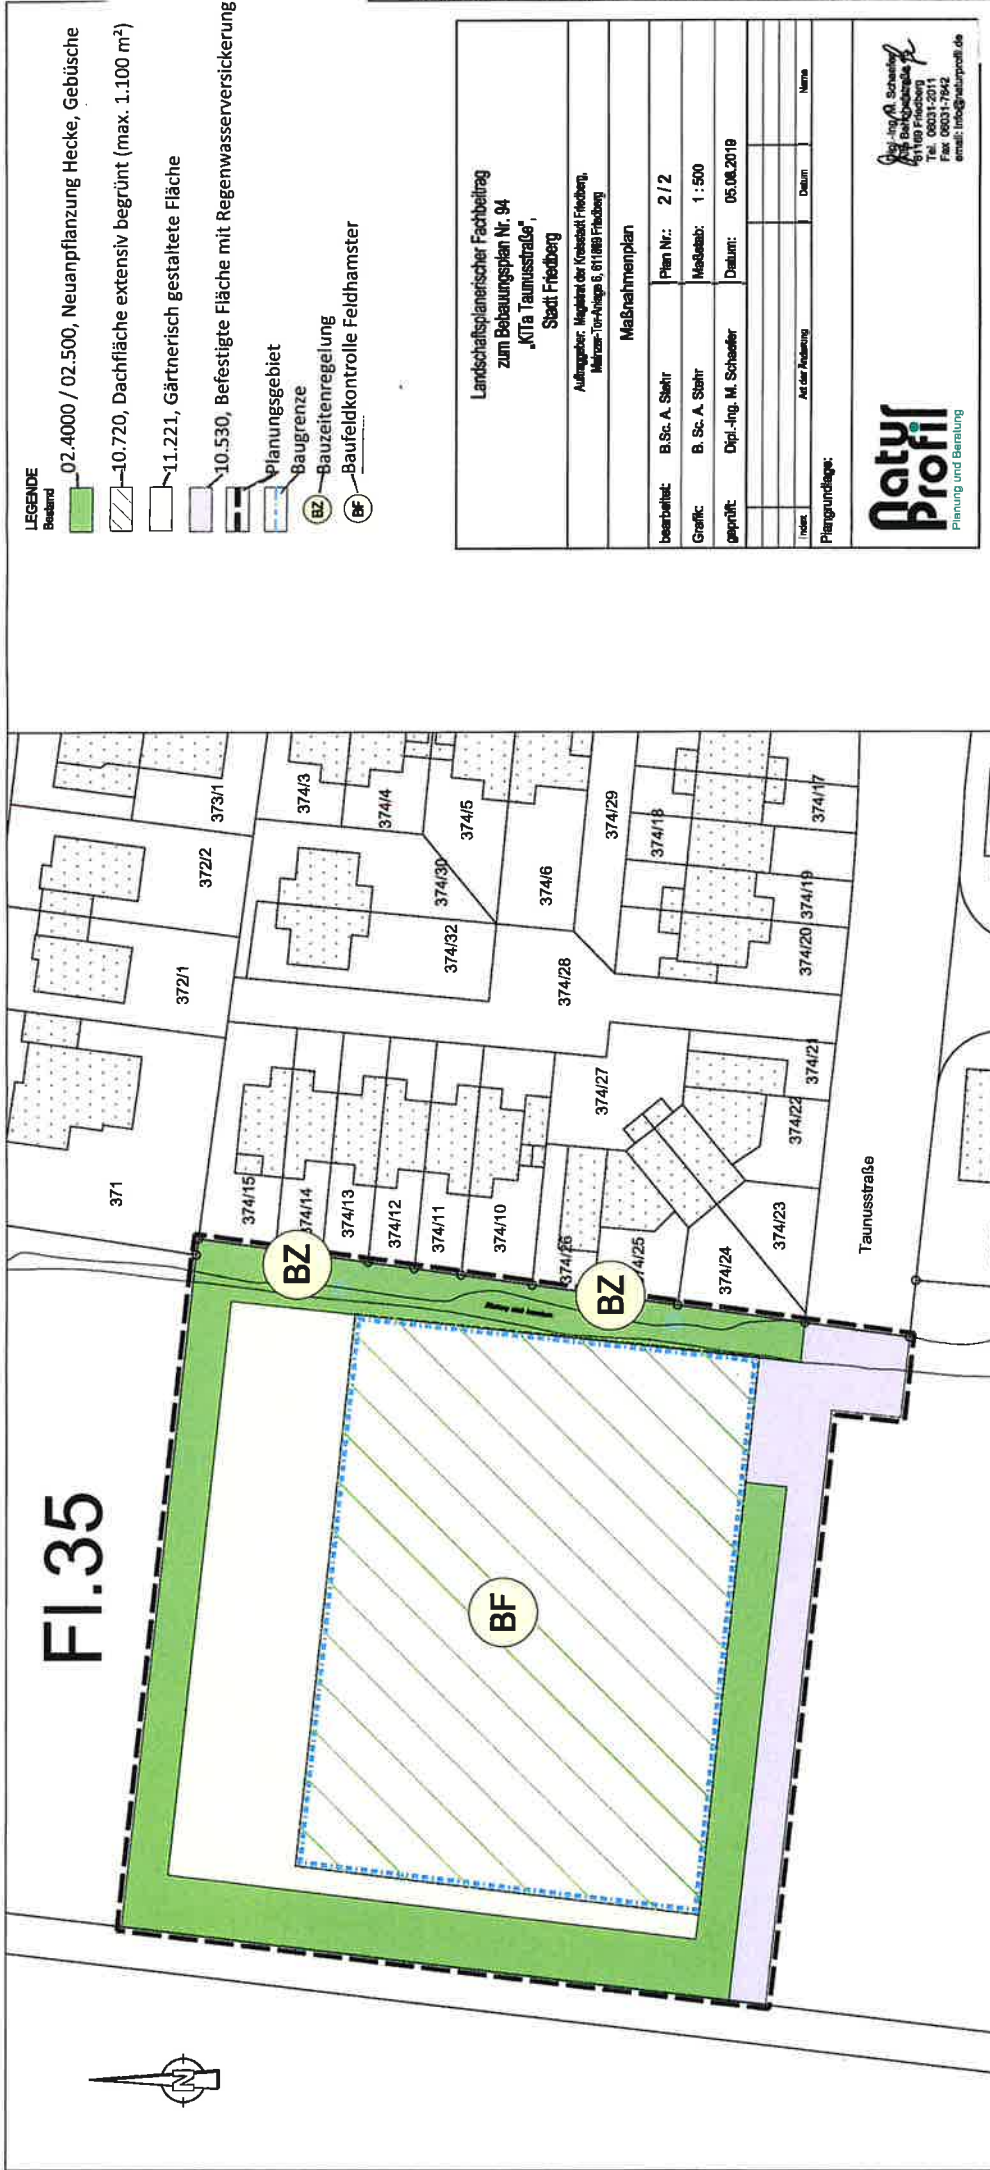 Fl.35
371
372/1
372/2
373/1
374/15
374/14
374/13
374/12
374/11
374/10
374/26
374/25
374/24
374/23
374/22
374/21
374/27
374/28
374/32
374/30
374/3
374/4
374/5
374/6
374/29
374/18
374/17
374/19
374/20
Taunusstraße
BZ
BZ
BF
N
LEGENDE
Bestand
02.4000 / 02.500, Neuanpflanzung Hecke, Gebüsche
10.720, Dachfläche extensiv begrünt (max. 1.100 m²)
11.221, Gärtnerisch gestaltete Fläche
10.530, Befestigte Fläche mit Regenwasserversickerung
Planungsgebiet
Baugrenze
BZ Bauzeitenregelung
BF Baufeldkontrolle Feldhamster
Landschaftsplanerischer Fachbeitrag
zum Bebauungsplan Nr. 94
„KiTa Taunusstraße",
Stadt Friedberg
Auftraggeber: Magistrat der Kreisstadt Friedberg,
Mainzer-Tor-Anlage 6, 611869 Friedberg
Maßnahmenplan
bearbeitet: B.Sc. A. Stehr Plan Nr.: 2 / 2
Grafik: B. Sc. A. Stehr Maßstab: 1 : 500
geprüft: Dipl.-Ing. M. Schaefer Datum: 05.08.2019
Index Art der Änderung Datum Name
Plangrundlage:
Natur
Profil
Planung und Beratung
Dipl.-Ing. M. Schaefer
61169 Friedberg
Tel. 06031-2011
Fax 06031-7642
email: info@naturprofil.de